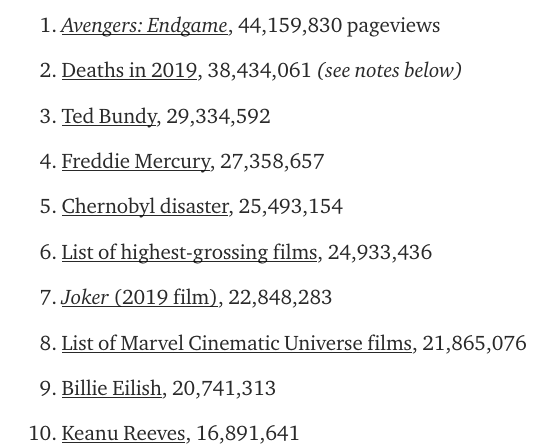 1. Avengers: Endgame, 44,159,830 pageviews
2. Deaths in 2019, 38,434,061 (see notes below)
3. Ted Bundy, 29,334,592
4. Freddie Mercury, 27,358,657
5. Chernobyl disaster, 25,493,154
6. List of highest-grossing films, 24,933,436
7. Joker (2019 film), 22,848,283
8. List of Marvel Cinematic Universe films, 21,865,076
9. Billie Eilish, 20,741,313
10. Keanu Reeves, 16,891,641